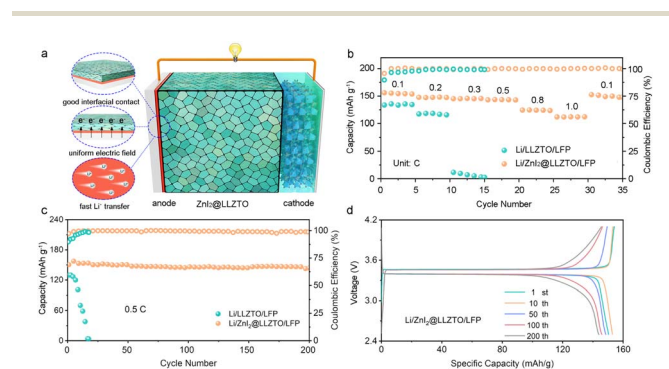 a
good interfacial contact
e⁻ e⁻ e⁻ e⁻ e⁻
uniform electric field
fast Li⁺ transfer
anode ZnI₂@LLZTO cathode
b
Capacity (mAh g⁻¹)
200
150
100
50
0
0.1
0.2
0.3
0.5
0.8
1.0
0.1
Unit: C
Li/LLZTO/LFP
Li/ZnI₂@LLZTO/LFP
0 5 10 15 20 25 30 35
Cycle Number
100
75
50
25
0
Coulombic Efficiency (%)
c
Capacity (mAh g⁻¹)
240
180
120
60
0
0.5 C
Li/LLZTO/LFP
Li/ZnI₂@LLZTO/LFP
0 50 100 150 200
Cycle Number
100
75
50
25
0
Coulombic Efficiency (%)
d
Voltage (V)
4.2
3.6
3.0
2.4
Li/ZnI₂@LLZTO/LFP
1 st
10 th
50 th
100 th
200 th
0 40 80 120 160
Specific Capacity (mAh/g)